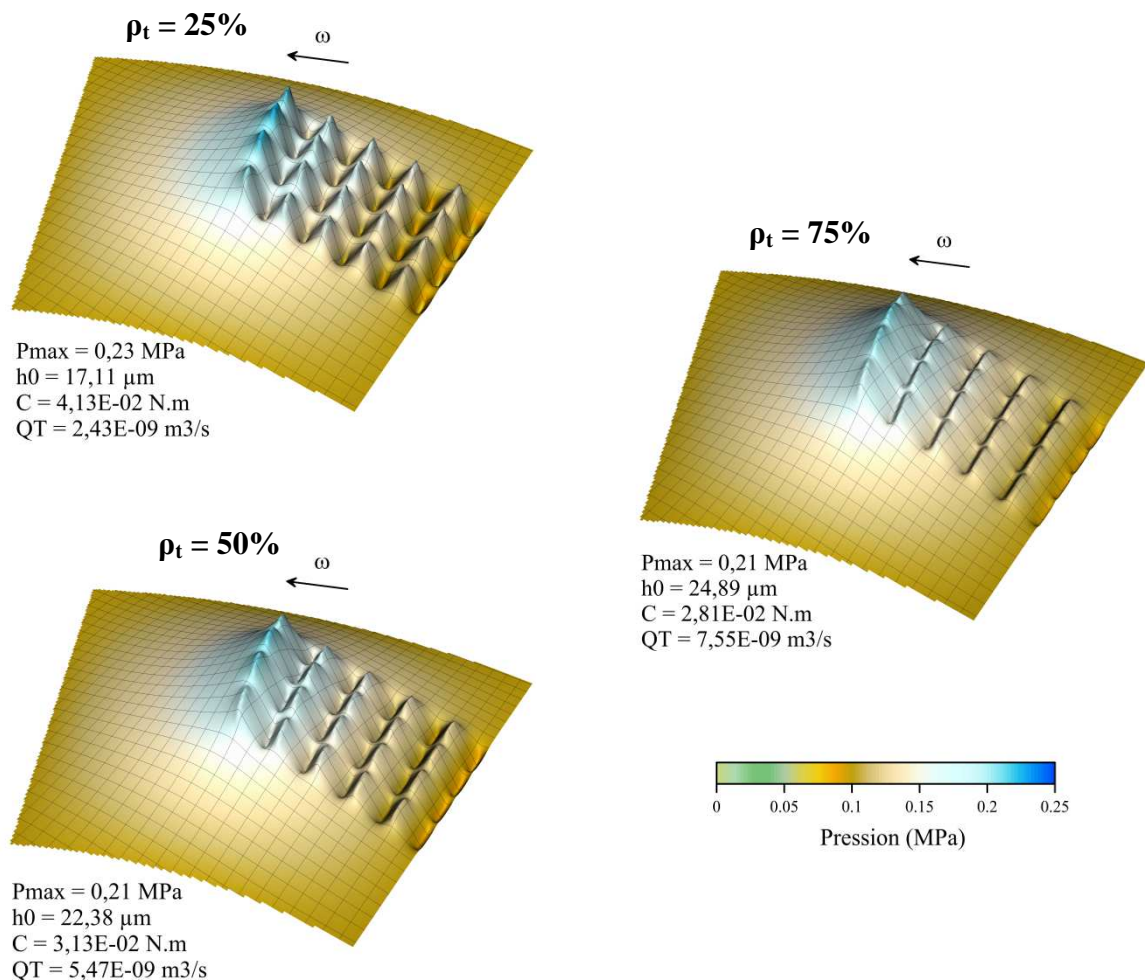 ρt = 25%
ω
Pmax = 0,23 MPa
h0 = 17,11 µm
C = 4,13E-02 N.m
QT = 2,43E-09 m3/s
ρt = 75%
ω
Pmax = 0,21 MPa
h0 = 24,89 µm
C = 2,81E-02 N.m
QT = 7,55E-09 m3/s
ρt = 50%
ω
Pmax = 0,21 MPa
h0 = 22,38 µm
C = 3,13E-02 N.m
QT = 5,47E-09 m3/s
0 0.05 0.1 0.15 0.2 0.25
Pression (MPa)